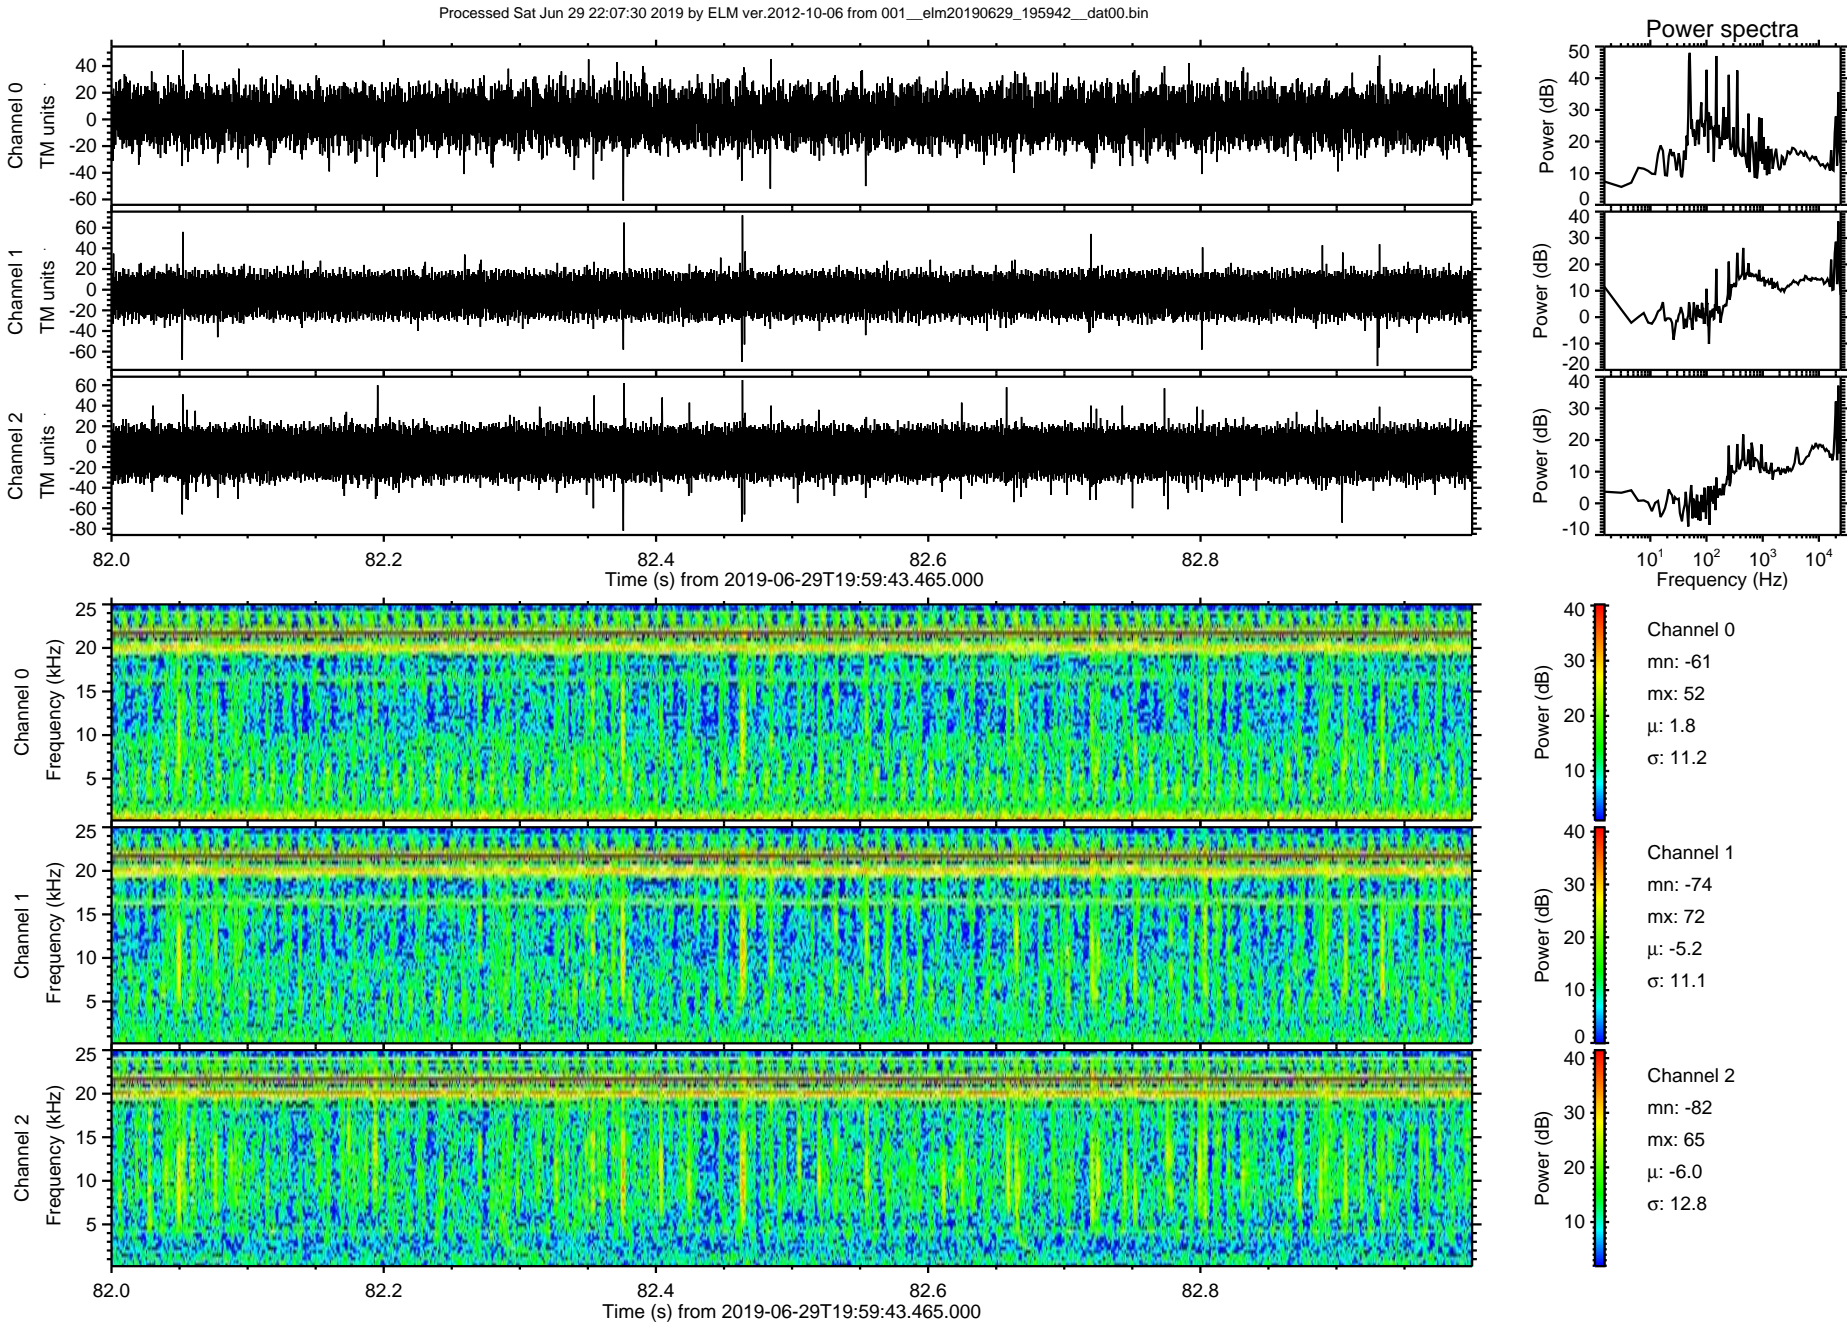 Processed Sat Jun 29 22:07:30 2019 by ELM ver.2012-10-06 from 001__elm20190629_195942__dat00.bin
Power spectra
Channel 0
TM units
40
20
0
-20
-40
-60
Power (dB)
50
40
30
20
10
0
Channel 1
TM units
60
40
20
0
-20
-40
-60
Power (dB)
40
30
20
10
0
-10
-20
Channel 2
TM units
60
40
20
0
-20
-40
-60
-80
Power (dB)
40
30
20
10
0
-10
82.0 82.2 82.4 82.6 82.8
Time (s) from 2019-06-29T19:59:43.465.000
10^1 10^2 10^3 10^4
Frequency (Hz)
Channel 0
Frequency (kHz)
25
20
15
10
5
Power (dB)
40
30
20
10
Channel 0
mn: -61
mx: 52
μ: 1.8
σ: 11.2
Channel 1
Frequency (kHz)
25
20
15
10
5
Power (dB)
40
30
20
10
0
Channel 1
mn: -74
mx: 72
μ: -5.2
σ: 11.1
Channel 2
Frequency (kHz)
25
20
15
10
5
Power (dB)
40
30
20
10
Channel 2
mn: -82
mx: 65
μ: -6.0
σ: 12.8
82.0 82.2 82.4 82.6 82.8
Time (s) from 2019-06-29T19:59:43.465.000